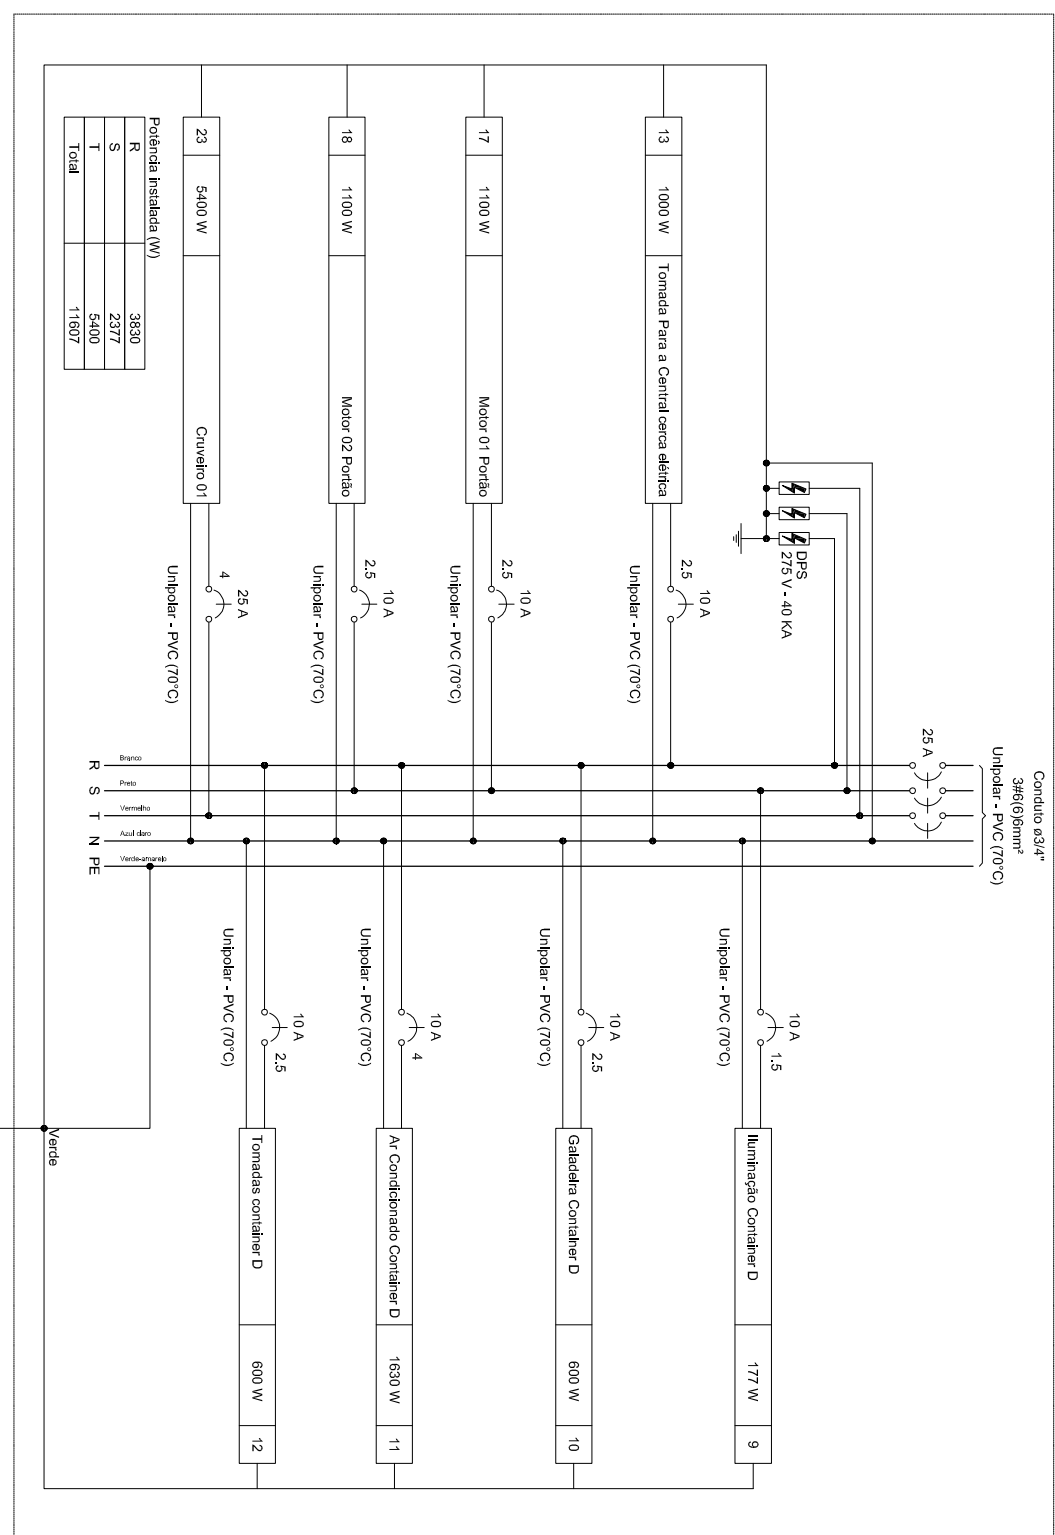 Conduto ø3/4"
3#6(6)6mm²
Unipolar - PVC (70°C)
25 A
DPS
275 V - 40 KA
13
1000 W
Tomada Para a Central cerca elétrica
2.5
10 A
Unipolar - PVC (70°C)
17
1100 W
Motor 01 Portão
2.5
10 A
Unipolar - PVC (70°C)
18
1100 W
Motor 02 Portão
2.5
10 A
Unipolar - PVC (70°C)
23
5400 W
Cruveiro 01
4
25 A
Unipolar - PVC (70°C)
10 A
1.5
Unipolar - PVC (70°C)
Iluminação Container D
177 W
9
10 A
2.5
Unipolar - PVC (70°C)
Galadeira Container D
600 W
10
10 A
4
Unipolar - PVC (70°C)
Ar Condicionado Container D
1630 W
11
10 A
2.5
Unipolar - PVC (70°C)
Tomadas container D
600 W
12
R Branco
S Preto
T Vermelho
N Azul claro
PE Verde-amarelo
Verde
Potência instalada (W)
R 3830
S 2377
T 5400
Total 11607